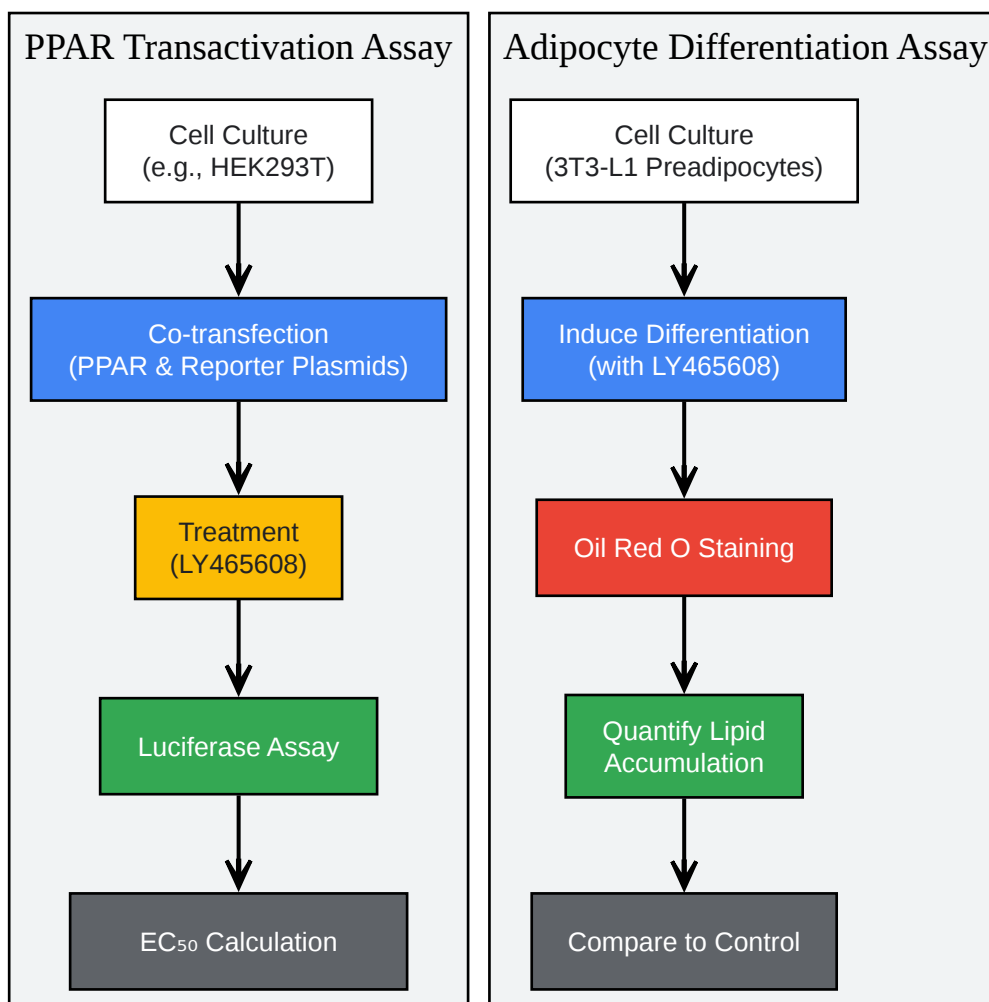 PPAR Transactivation Assay
Cell Culture
(e.g., HEK293T)
Co-transfection
(PPAR & Reporter Plasmids)
Treatment
(LY465608)
Luciferase Assay
EC₅₀ Calculation
Adipocyte Differentiation Assay
Cell Culture
(3T3-L1 Preadipocytes)
Induce Differentiation
(with LY465608)
Oil Red O Staining
Quantify Lipid
Accumulation
Compare to Control